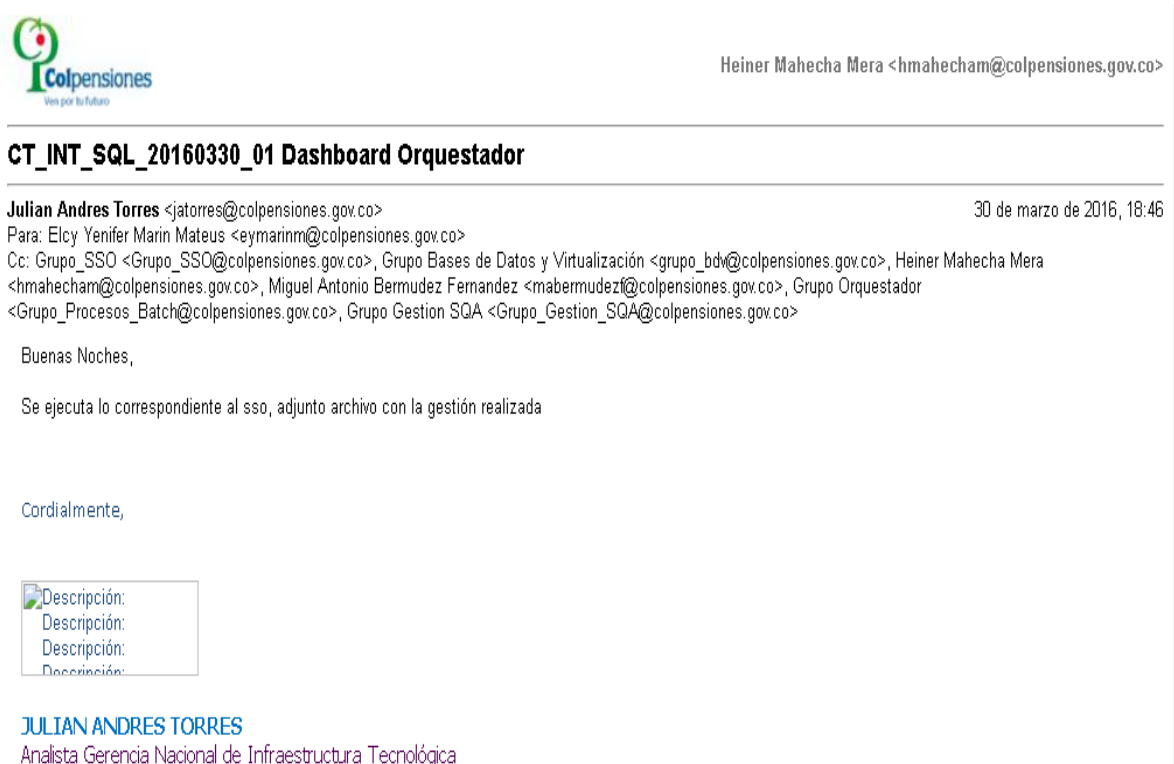 Colpensiones
Ven por tu futuro
Heiner Mahecha Mera <hmahecham@colpensiones.gov.co>
CT_INT_SQL_20160330_01 Dashboard Orquestador
Julian Andres Torres <jatorres@colpensiones.gov.co> 30 de marzo de 2016, 18:46
Para: Elcy Yenifer Marin Mateus <eymarinm@colpensiones.gov.co>
Cc: Grupo_SSO <Grupo_SSO@colpensiones.gov.co>, Grupo Bases de Datos y Virtualización <grupo_bdv@colpensiones.gov.co>, Heiner Mahecha Mera
<hmahecham@colpensiones.gov.co>, Miguel Antonio Bermudez Fernandez <mabermudezf@colpensiones.gov.co>, Grupo Orquestador
<Grupo_Procesos_Batch@colpensiones.gov.co>, Grupo Gestion SQA <Grupo_Gestion_SQA@colpensiones.gov.co>
Buenas Noches,
Se ejecuta lo correspondiente al sso, adjunto archivo con la gestión realizada
Cordialmente,
Descripción:
Descripción:
Descripción:
Descripción:
JULIAN ANDRES TORRES
Analista Gerencia Nacional de Infraestructura Tecnológica